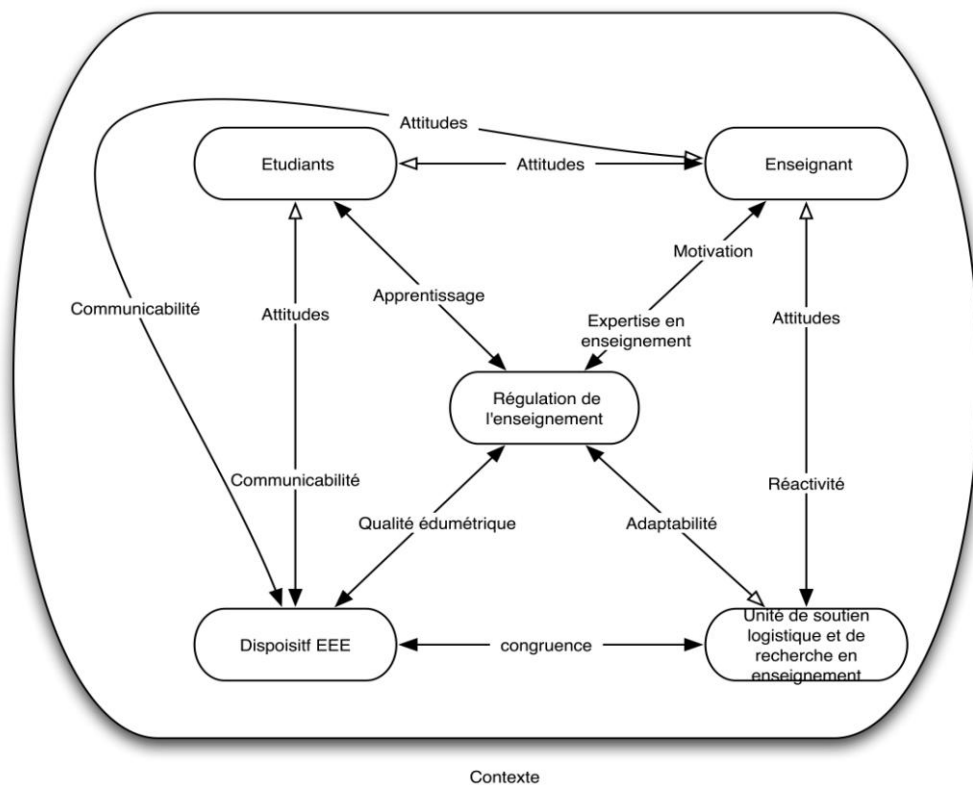 Attitudes
Etudiants
Attitudes
Enseignant
Motivation
Communicabilité
Attitudes
Apprentissage
Attitudes
Expertise en
enseignement
Régulation de
l'enseignement
Communicabilité
Réactivité
Qualité édumétrique
Adaptabilité
Dispoisitf EEE
congruence
Unité de soutien
logistique et de
recherche en
enseignement
Contexte